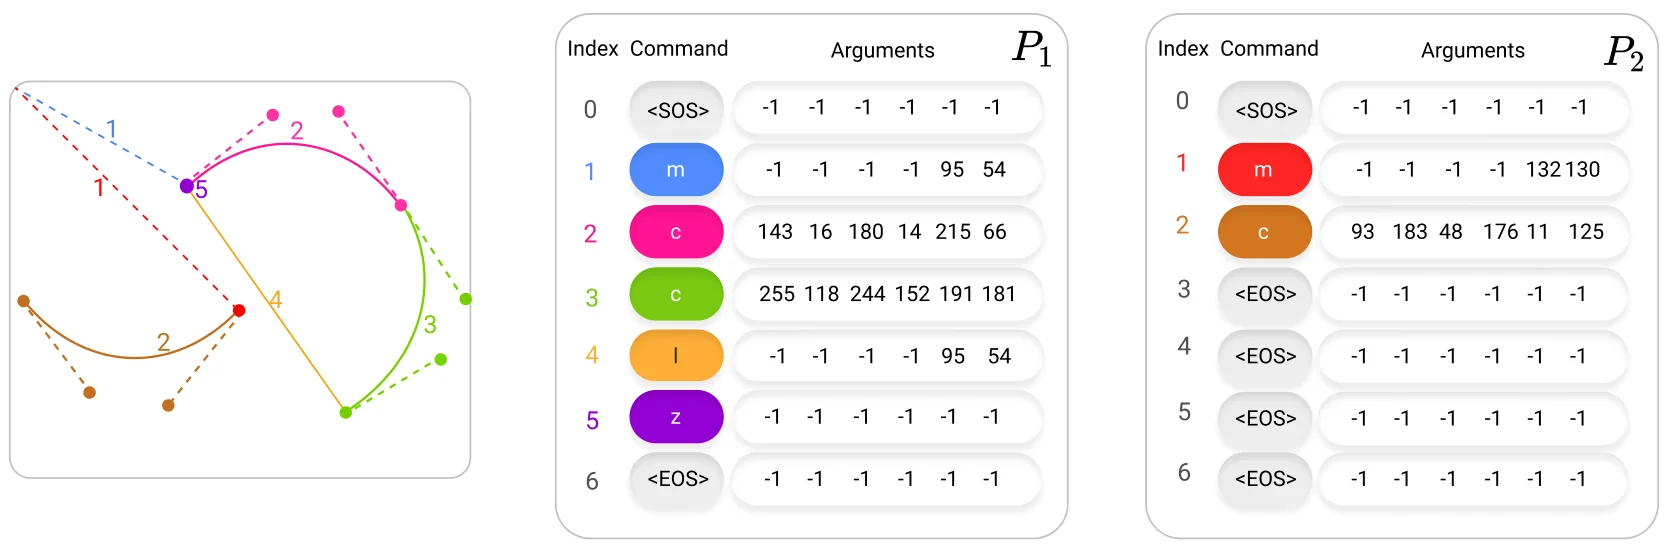 1
2
1
5
4
3
2
Index Command Arguments P1
0 <SOS> -1 -1 -1 -1 -1 -1
1 m -1 -1 -1 -1 95 54
2 c 143 16 180 14 215 66
3 c 255 118 244 152 191 181
4 l -1 -1 -1 -1 95 54
5 z -1 -1 -1 -1 -1 -1
6 <EOS> -1 -1 -1 -1 -1 -1
Index Command Arguments P2
0 <SOS> -1 -1 -1 -1 -1 -1
1 m -1 -1 -1 -1 132 130
2 c 93 183 48 176 11 125
3 <EOS> -1 -1 -1 -1 -1 -1
4 <EOS> -1 -1 -1 -1 -1 -1
5 <EOS> -1 -1 -1 -1 -1 -1
6 <EOS> -1 -1 -1 -1 -1 -1